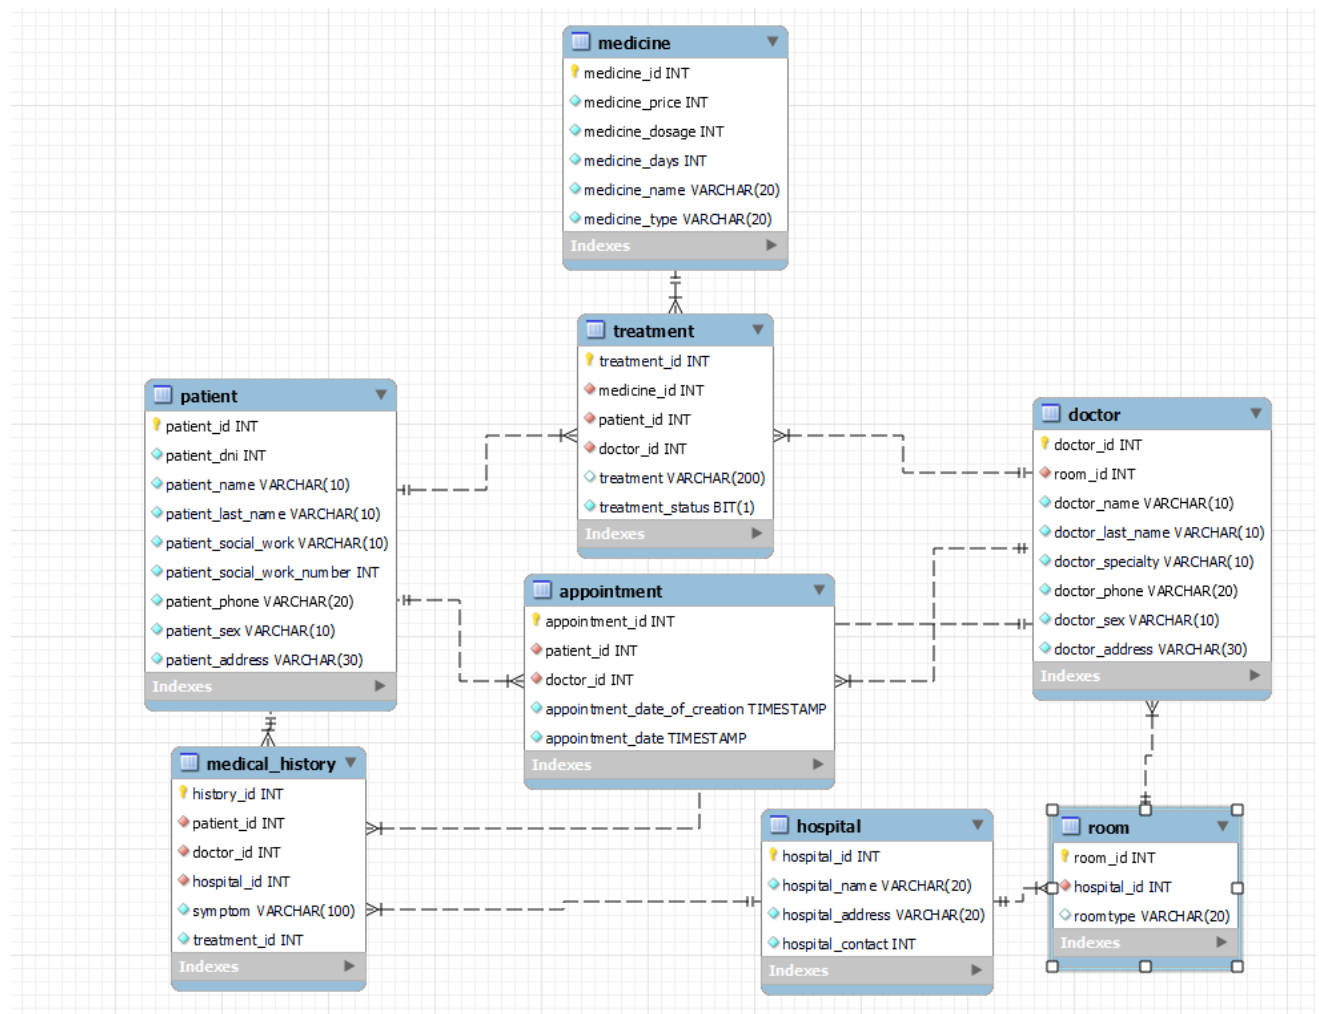 medicine
medicine_id INT
medicine_price INT
medicine_dosage INT
medicine_days INT
medicine_name VARCHAR(20)
medicine_type VARCHAR(20)
Indexes
treatment
treatment_id INT
medicine_id INT
patient_id INT
doctor_id INT
treatment VARCHAR(200)
treatment_status BIT(1)
Indexes
patient
patient_id INT
patient_dni INT
patient_name VARCHAR(10)
patient_last_name VARCHAR(10)
patient_social_work VARCHAR(10)
patient_social_work_number INT
patient_phone VARCHAR(20)
patient_sex VARCHAR(10)
patient_address VARCHAR(30)
Indexes
doctor
doctor_id INT
room_id INT
doctor_name VARCHAR(10)
doctor_last_name VARCHAR(10)
doctor_specialty VARCHAR(10)
doctor_phone VARCHAR(20)
doctor_sex VARCHAR(10)
doctor_address VARCHAR(30)
Indexes
appointment
appointment_id INT
patient_id INT
doctor_id INT
appointment_date_of_creation TIMESTAMP
appointment_date TIMESTAMP
Indexes
medical_history
history_id INT
patient_id INT
doctor_id INT
hospital_id INT
symptom VARCHAR(100)
treatment_id INT
Indexes
hospital
hospital_id INT
hospital_name VARCHAR(20)
hospital_address VARCHAR(20)
hospital_contact INT
Indexes
room
room_id INT
hospital_id INT
roomtype VARCHAR(20)
Indexes